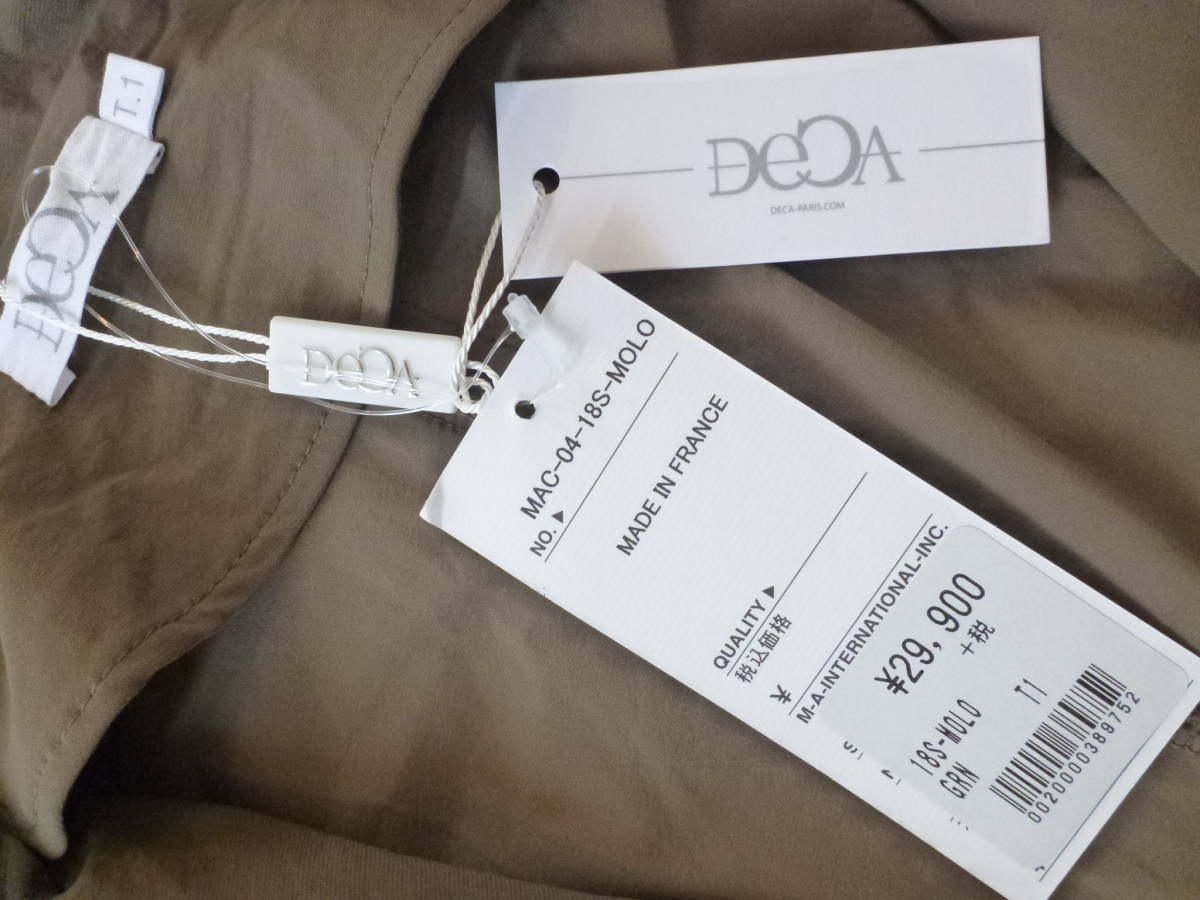 T.1
DeCA
DeCA
DECA-PARIS.COM
DeCA
MAC-04-18S-MOLO
NO. ▶
MADE IN FRANCE
QUALITY ▶
税込価格
¥
M-A-INTERNATIONAL-INC.
¥29,900
+税
18S-MOLO T1
GRN
0020000389752